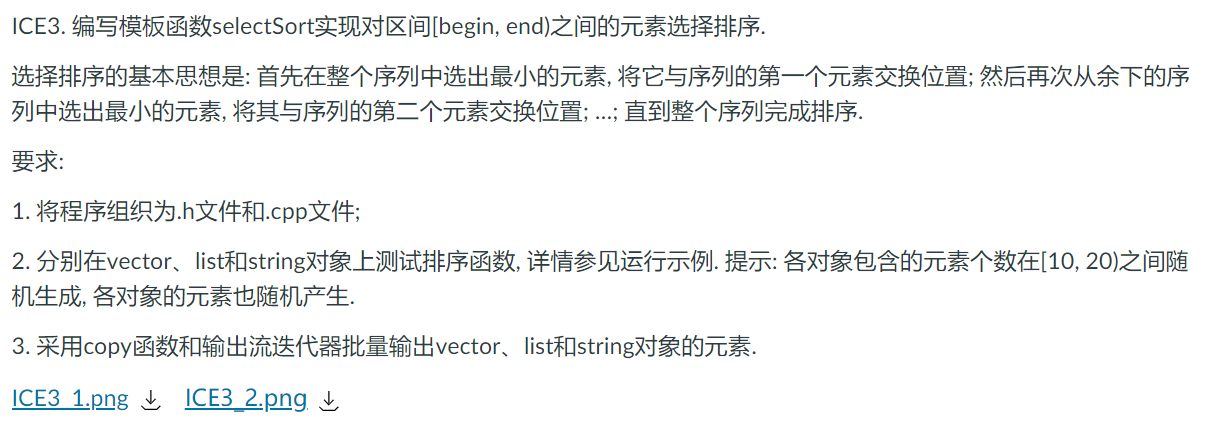 ICE3. 编写模板函数selectSort实现对区间[begin, end)之间的元素选择排序.
选择排序的基本思想是: 首先在整个序列中选出最小的元素, 将它与序列的第一个元素交换位置; 然后再次从余下的序
列中选出最小的元素, 将其与序列的第二个元素交换位置; ...; 直到整个序列完成排序.
要求:
1. 将程序组织为.h文件和.cpp文件;
2. 分别在vector、list和string对象上测试排序函数, 详情参见运行示例. 提示: 各对象包含的元素个数在[10, 20)之间随
机生成, 各对象的元素也随机产生.
3. 采用copy函数和输出流迭代器批量输出vector、list和string对象的元素.
ICE3_1.png ICE3_2.png